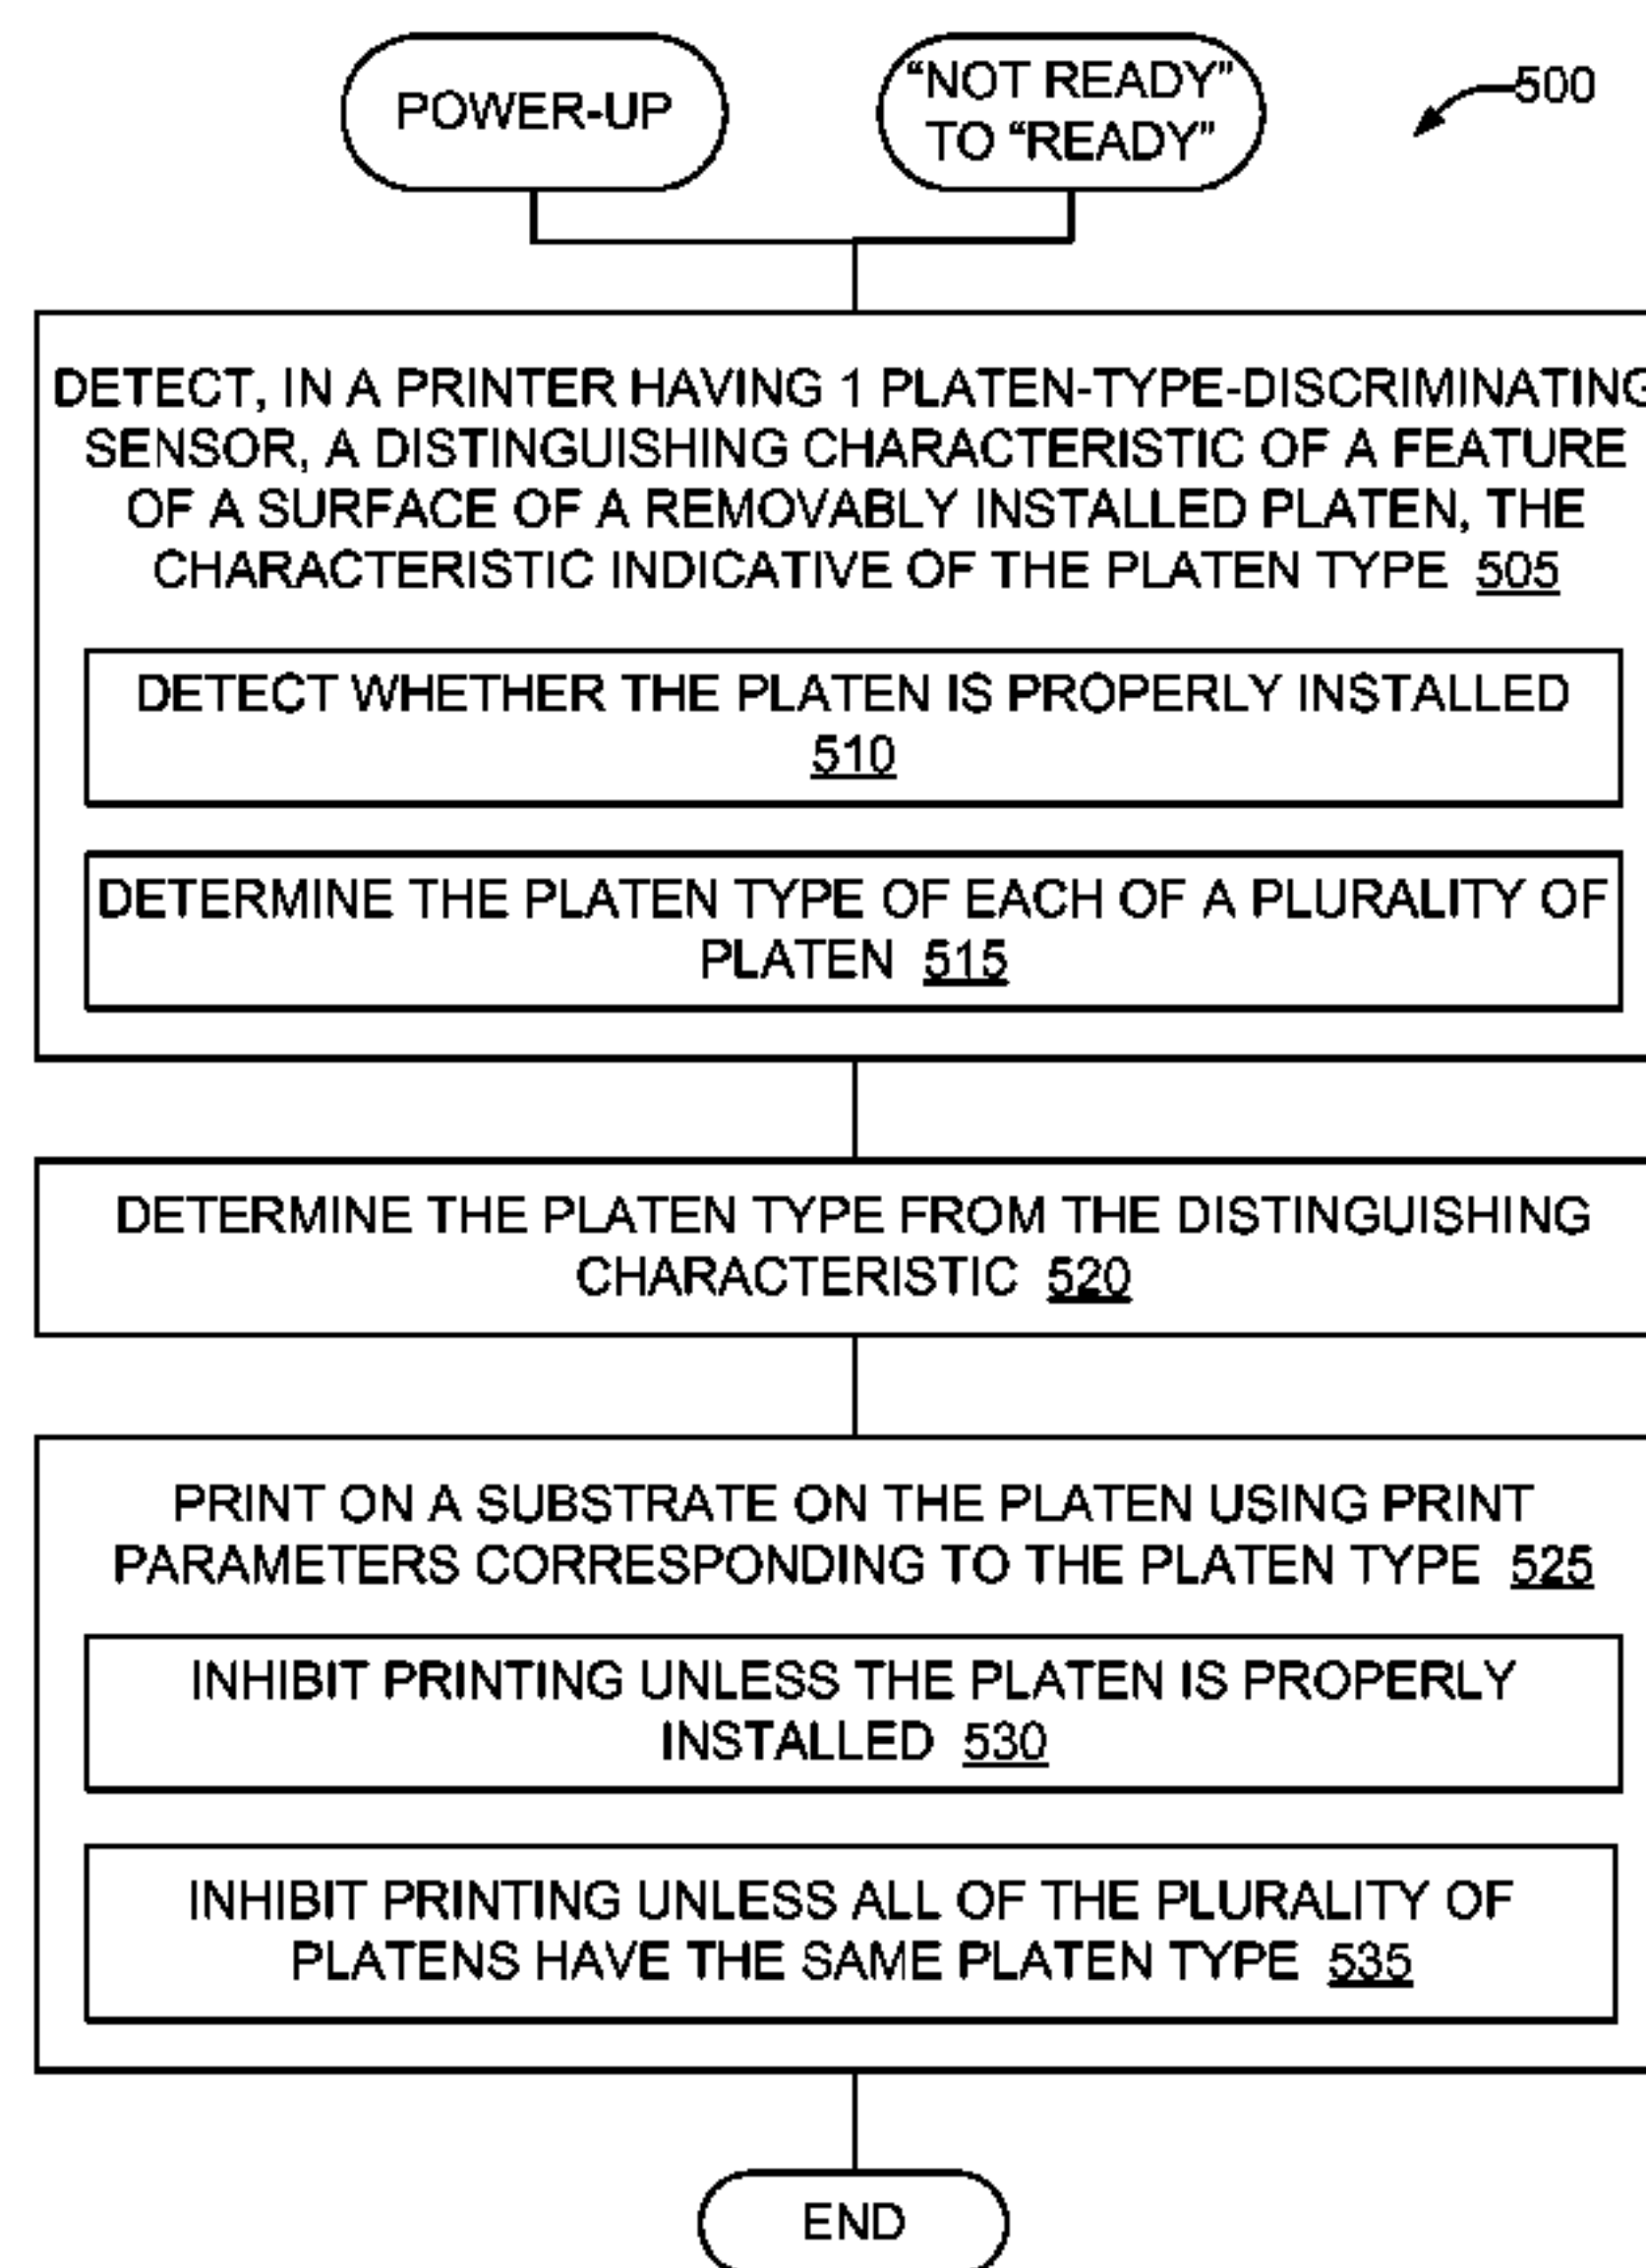 POWER-UP
“NOT READY”
TO “READY”
500
DETECT, IN A PRINTER HAVING 1 PLATEN-TYPE-DISCRIMINATING
SENSOR, A DISTINGUISHING CHARACTERISTIC OF A FEATURE
OF A SURFACE OF A REMOVABLY INSTALLED PLATEN, THE
CHARACTERISTIC INDICATIVE OF THE PLATEN TYPE 505
DETECT WHETHER THE PLATEN IS PROPERLY INSTALLED
510
DETERMINE THE PLATEN TYPE OF EACH OF A PLURALITY OF
PLATEN 515
DETERMINE THE PLATEN TYPE FROM THE DISTINGUISHING
CHARACTERISTIC 520
PRINT ON A SUBSTRATE ON THE PLATEN USING PRINT
PARAMETERS CORRESPONDING TO THE PLATEN TYPE 525
INHIBIT PRINTING UNLESS THE PLATEN IS PROPERLY
INSTALLED 530
INHIBIT PRINTING UNLESS ALL OF THE PLURALITY OF
PLATENS HAVE THE SAME PLATEN TYPE 535
END